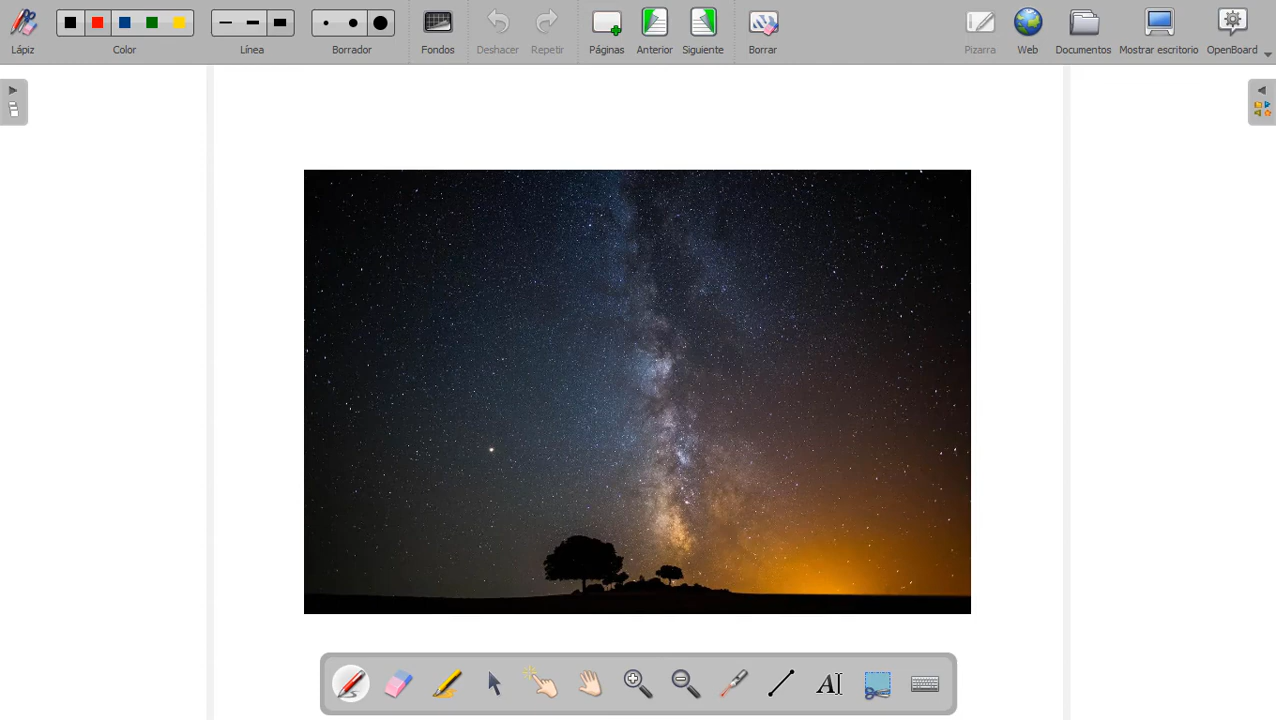 Lápiz
Color
Línea
Borrador
Fondos
Deshacer
Repetir
Páginas
Anterior
Siguiente
Borrar
Pizarra
Web
Documentos
Mostrar escritorio
OpenBoard
A